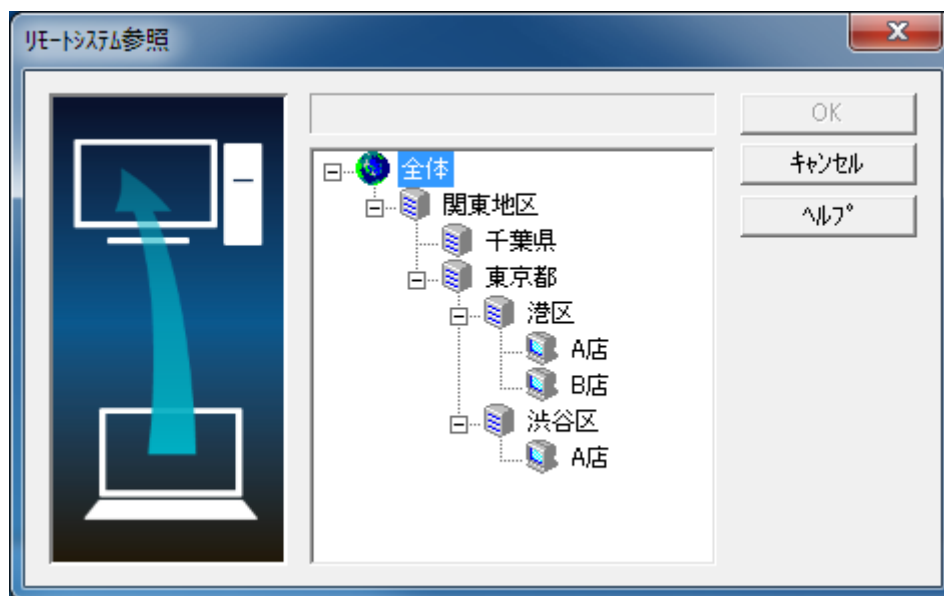 ﾘﾓｰﾄｼｽﾃﾑ参照
OK
全体
ｷｬﾝｾﾙ
関東地区
ﾍﾙﾌﾟ
千葉県
東京都
港区
A店
B店
渋谷区
A店